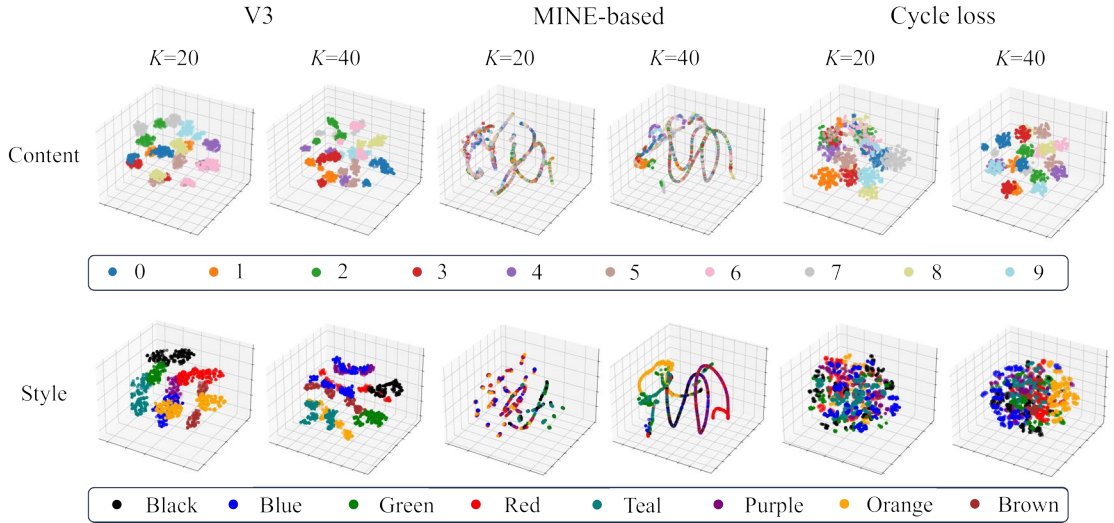 V3 MINE-based Cycle loss
K=20 K=40 K=20 K=40 K=20 K=40
Content
0 1 2 3 4 5 6 7 8 9
Style
Black Blue Green Red Teal Purple Orange Brown